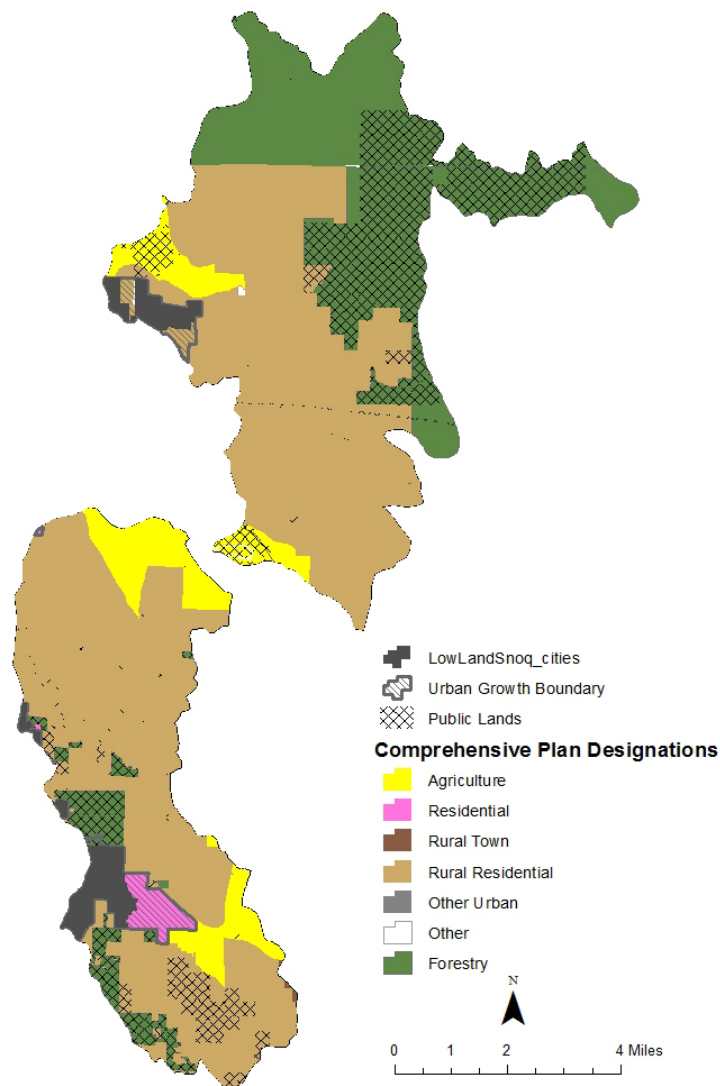 LowLandSnoq_cities
Urban Growth Boundary
Public Lands
Comprehensive Plan Designations
Agriculture
Residential
Rural Town
Rural Residential
Other Urban
Other
Forestry
N
0 1 2 4 Miles